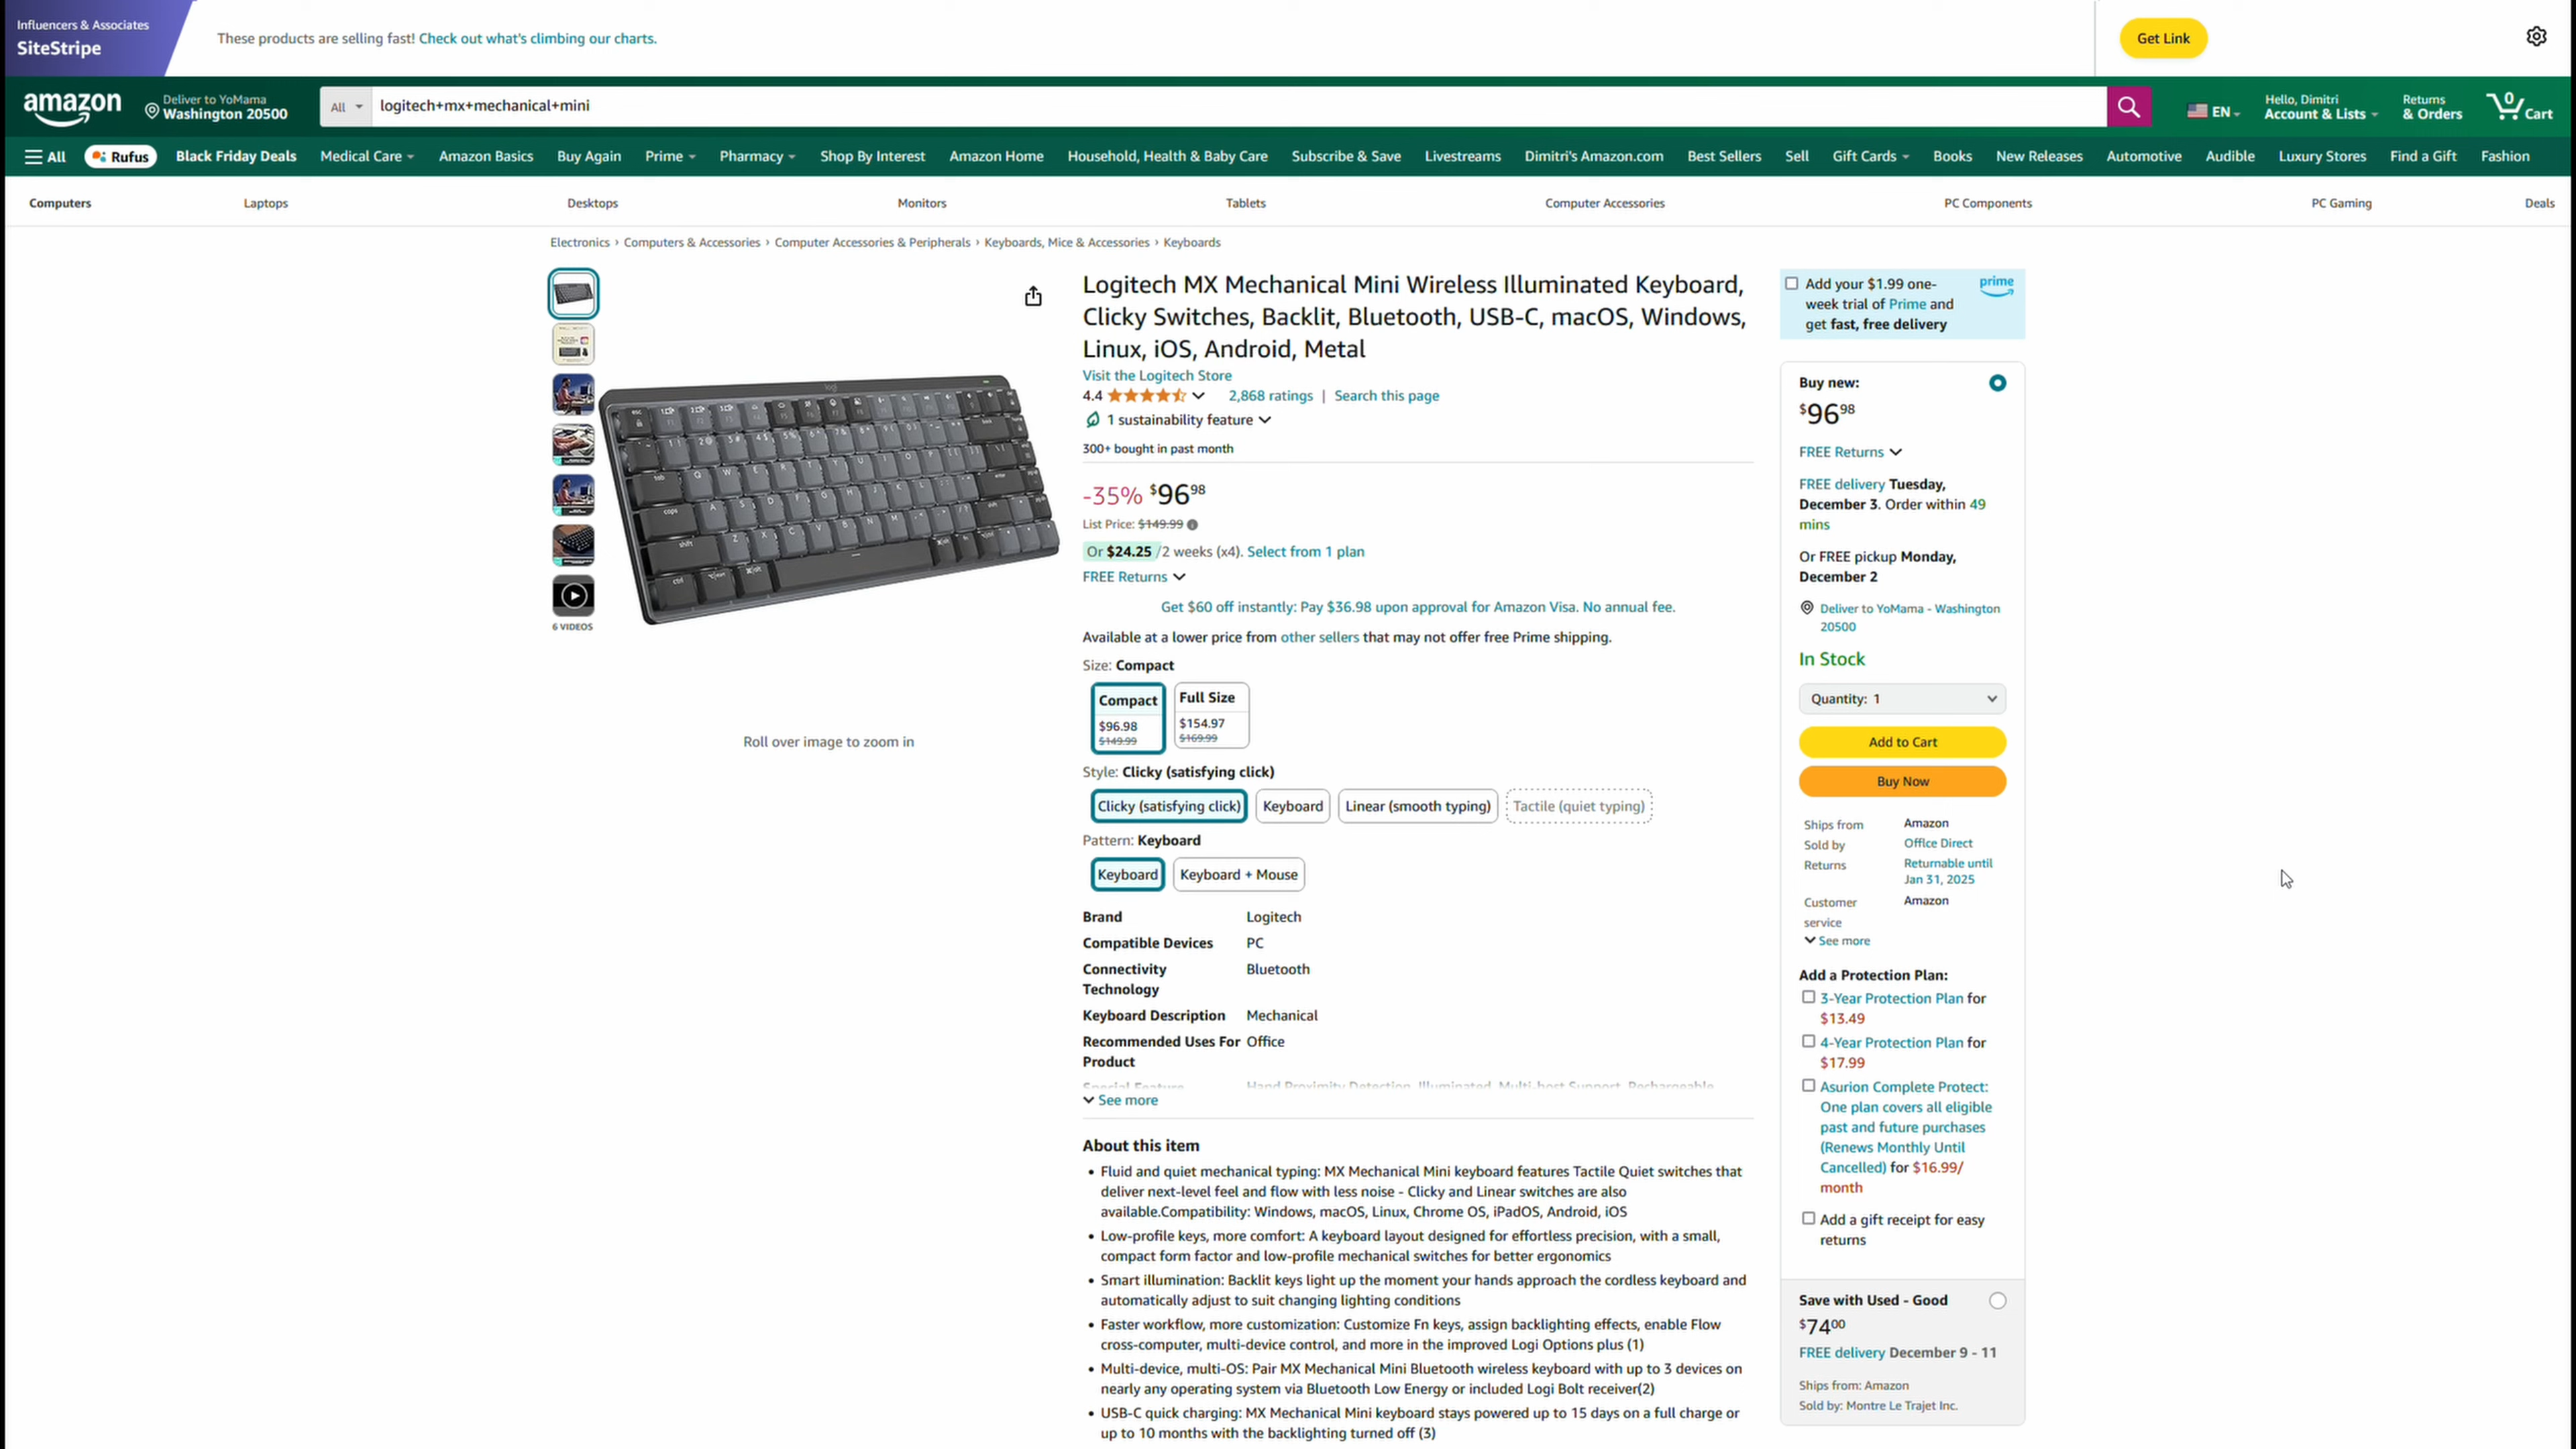 Influencers & Associates
SiteStripe
These products are selling fast! Check out what's climbing our charts.
Get Link
amazon
Deliver to YoMama
Washington 20500
All
logitech+mx+mechanical+mini
EN
Hello, Dimitri
Account & Lists
Returns
& Orders
0
Cart
All
Rufus
Black Friday Deals
Medical Care
Amazon Basics
Buy Again
Prime
Pharmacy
Shop By Interest
Amazon Home
Household, Health & Baby Care
Subscribe & Save
Livestreams
Dimitri's Amazon.com
Best Sellers
Sell
Gift Cards
Books
New Releases
Automotive
Audible
Luxury Stores
Find a Gift
Fashion
Computers
Laptops
Desktops
Monitors
Tablets
Computer Accessories
PC Components
PC Gaming
Deals
Electronics › Computers & Accessories › Computer Accessories & Peripherals › Keyboards, Mice & Accessories › Keyboards
6 VIDEOS
Roll over image to zoom in
Logitech MX Mechanical Mini Wireless Illuminated Keyboard,
Clicky Switches, Backlit, Bluetooth, USB-C, macOS, Windows,
Linux, iOS, Android, Metal
Visit the Logitech Store
4.4
2,868 ratings | Search this page
1 sustainability feature
300+ bought in past month
-35% $96 98
List Price: $149.99
Or $24.25 /2 weeks (x4). Select from 1 plan
FREE Returns
Get $60 off instantly: Pay $36.98 upon approval for Amazon Visa. No annual fee.
Available at a lower price from other sellers that may not offer free Prime shipping.
Size: Compact
Compact
$96.98
$149.99
Full Size
$154.97
$169.99
Style: Clicky (satisfying click)
Clicky (satisfying click)
Keyboard
Linear (smooth typing)
Tactile (quiet typing)
Pattern: Keyboard
Keyboard
Keyboard + Mouse
Brand Logitech
Compatible Devices PC
Connectivity Bluetooth
Technology
Keyboard Description Mechanical
Recommended Uses For Office
Product
Special Feature Hand Proximity Detection, Illuminated, Multi-host Support, Rechargeable
See more
About this item
• Fluid and quiet mechanical typing: MX Mechanical Mini keyboard features Tactile Quiet switches that
deliver next-level feel and flow with less noise - Clicky and Linear switches are also
available.Compatibility: Windows, macOS, Linux, Chrome OS, iPadOS, Android, iOS
• Low-profile keys, more comfort: A keyboard layout designed for effortless precision, with a small,
compact form factor and low-profile mechanical switches for better ergonomics
• Smart illumination: Backlit keys light up the moment your hands approach the cordless keyboard and
automatically adjust to suit changing lighting conditions
• Faster workflow, more customization: Customize Fn keys, assign backlighting effects, enable Flow
cross-computer, multi-device control, and more in the improved Logi Options plus (1)
• Multi-device, multi-OS: Pair MX Mechanical Mini Bluetooth wireless keyboard with up to 3 devices on
nearly any operating system via Bluetooth Low Energy or included Logi Bolt receiver(2)
• USB-C quick charging: MX Mechanical Mini keyboard stays powered up to 15 days on a full charge or
up to 10 months with the backlighting turned off (3)
Add your $1.99 one-
week trial of Prime and
get fast, free delivery
prime
Buy new:
$96 98
FREE Returns
FREE delivery Tuesday,
December 3. Order within 49
mins
Or FREE pickup Monday,
December 2
Deliver to YoMama - Washington
20500
In Stock
Quantity: 1
Add to Cart
Buy Now
Ships from Amazon
Sold by Offlce Direct
Returns Returnable until
Jan 31, 2025
Customer Amazon
service
See more
Add a Protection Plan:
3-Year Protection Plan for
$13.49
4-Year Protection Plan for
$17.99
Asurion Complete Protect:
One plan covers all eligible
past and future purchases
(Renews Monthly Until
Cancelled) for $16.99/
month
Add a gift receipt for easy
returns
Save with Used - Good
$74 00
FREE delivery December 9 - 11
Ships from: Amazon
Sold by: Montre Le Trajet Inc.